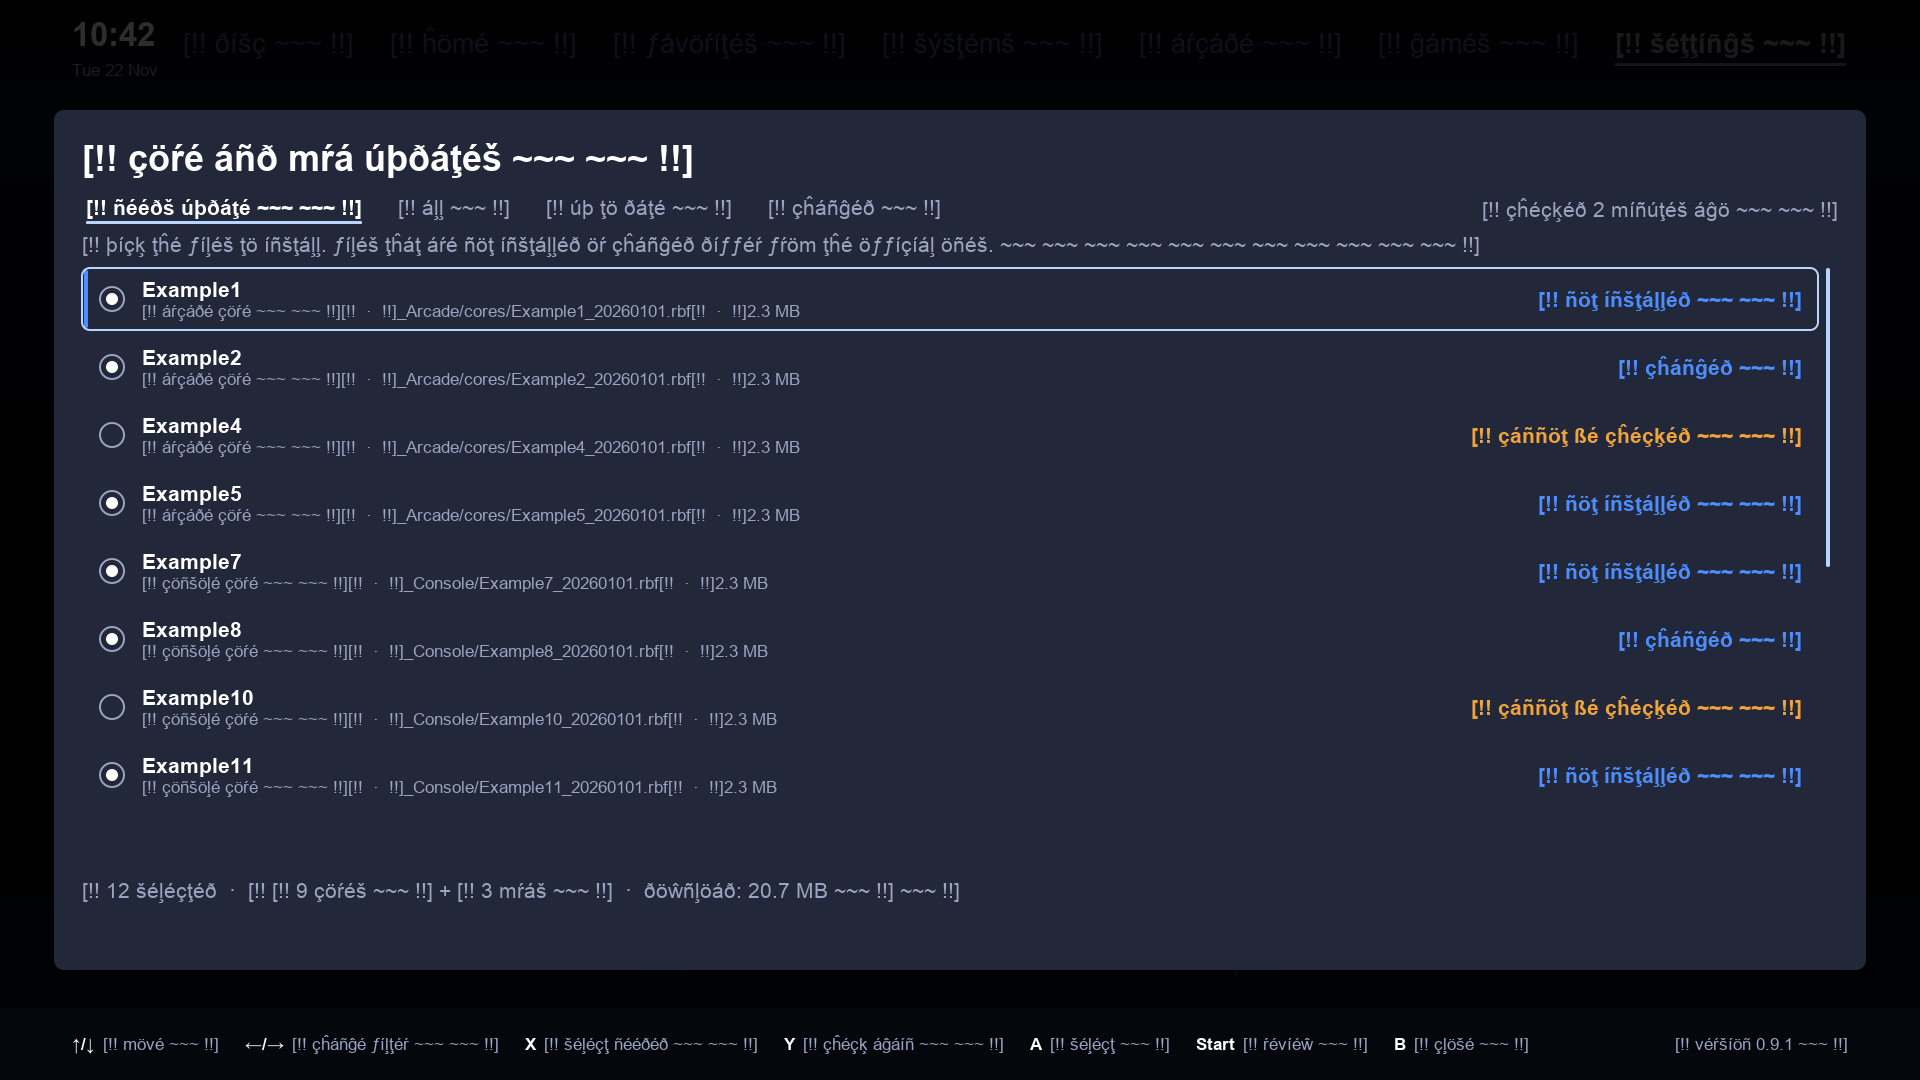 10:42
Tue 22 Nov
[!! ðíšç ~~~ !!] [!! ĥömé ~~~ !!] [!! ƒávöŕíţéš ~~~ !!] [!! šýšţémš ~~~ !!] [!! áŕçáðé ~~~ !!] [!! ĝáméš ~~~ !!] [!! šéţţíñĝš ~~~ !!]
[!! çöŕé áñð mŕá úþðáţéš ~~~ ~~~ !!]
[!! ñééðš úþðáţé ~~~ ~~~ !!] [!! áļļ ~~~ !!] [!! úþ ţö ðáţé ~~~ !!] [!! çĥáñĝéð ~~~ !!] [!! çĥéçķéð 2 míñúţéš áĝö ~~~ ~~~ !!]
[!! þíçķ ţĥé ƒíļéš ţö íñšţáļļ. ƒíļéš ţĥáţ áŕé ñöţ íñšţáļļéð öŕ çĥáñĝéð ðíƒƒéŕ ƒŕöm ţĥé öƒƒíçíáļ öñéš. ~~~ ~~~ ~~~ ~~~ ~~~ ~~~ ~~~ ~~~ ~~~ ~~~ ~~~ !!]
Example1
[!! áŕçáðé çöŕé ~~~ ~~~ !!][!! · !!]_Arcade/cores/Example1_20260101.rbf[!! · !!]2.3 MB
[!! ñöţ íñšţáļļéð ~~~ ~~~ !!]
Example2
[!! áŕçáðé çöŕé ~~~ ~~~ !!][!! · !!]_Arcade/cores/Example2_20260101.rbf[!! · !!]2.3 MB
[!! çĥáñĝéð ~~~ !!]
Example4
[!! áŕçáðé çöŕé ~~~ ~~~ !!][!! · !!]_Arcade/cores/Example4_20260101.rbf[!! · !!]2.3 MB
[!! çáññöţ ßé çĥéçķéð ~~~ ~~~ !!]
Example5
[!! áŕçáðé çöŕé ~~~ ~~~ !!][!! · !!]_Arcade/cores/Example5_20260101.rbf[!! · !!]2.3 MB
[!! ñöţ íñšţáļļéð ~~~ ~~~ !!]
Example7
[!! çöñšöļé çöŕé ~~~ ~~~ !!][!! · !!]_Console/Example7_20260101.rbf[!! · !!]2.3 MB
[!! ñöţ íñšţáļļéð ~~~ ~~~ !!]
Example8
[!! çöñšöļé çöŕé ~~~ ~~~ !!][!! · !!]_Console/Example8_20260101.rbf[!! · !!]2.3 MB
[!! çĥáñĝéð ~~~ !!]
Example10
[!! çöñšöļé çöŕé ~~~ ~~~ !!][!! · !!]_Console/Example10_20260101.rbf[!! · !!]2.3 MB
[!! çáññöţ ßé çĥéçķéð ~~~ ~~~ !!]
Example11
[!! çöñšöļé çöŕé ~~~ ~~~ !!][!! · !!]_Console/Example11_20260101.rbf[!! · !!]2.3 MB
[!! ñöţ íñšţáļļéð ~~~ ~~~ !!]
[!! 12 šéļéçţéð · [!! [!! 9 çöŕéš ~~~ !!] + [!! 3 mŕáš ~~~ !!] · ðöŵñļöáð: 20.7 MB ~~~ !!] ~~~ !!]
↑/↓ [!! mövé ~~~ !!] ←/→ [!! çĥáñĝé ƒíļţéŕ ~~~ ~~~ !!] X [!! šéļéçţ ñééðéð ~~~ ~~~ !!] Y [!! çĥéçķ áĝáíñ ~~~ ~~~ !!] A [!! šéļéçţ ~~~ !!] Start [!! ŕévíéŵ ~~~ !!] B [!! çļöšé ~~~ !!] [!! véŕšíöñ 0.9.1 ~~~ !!]